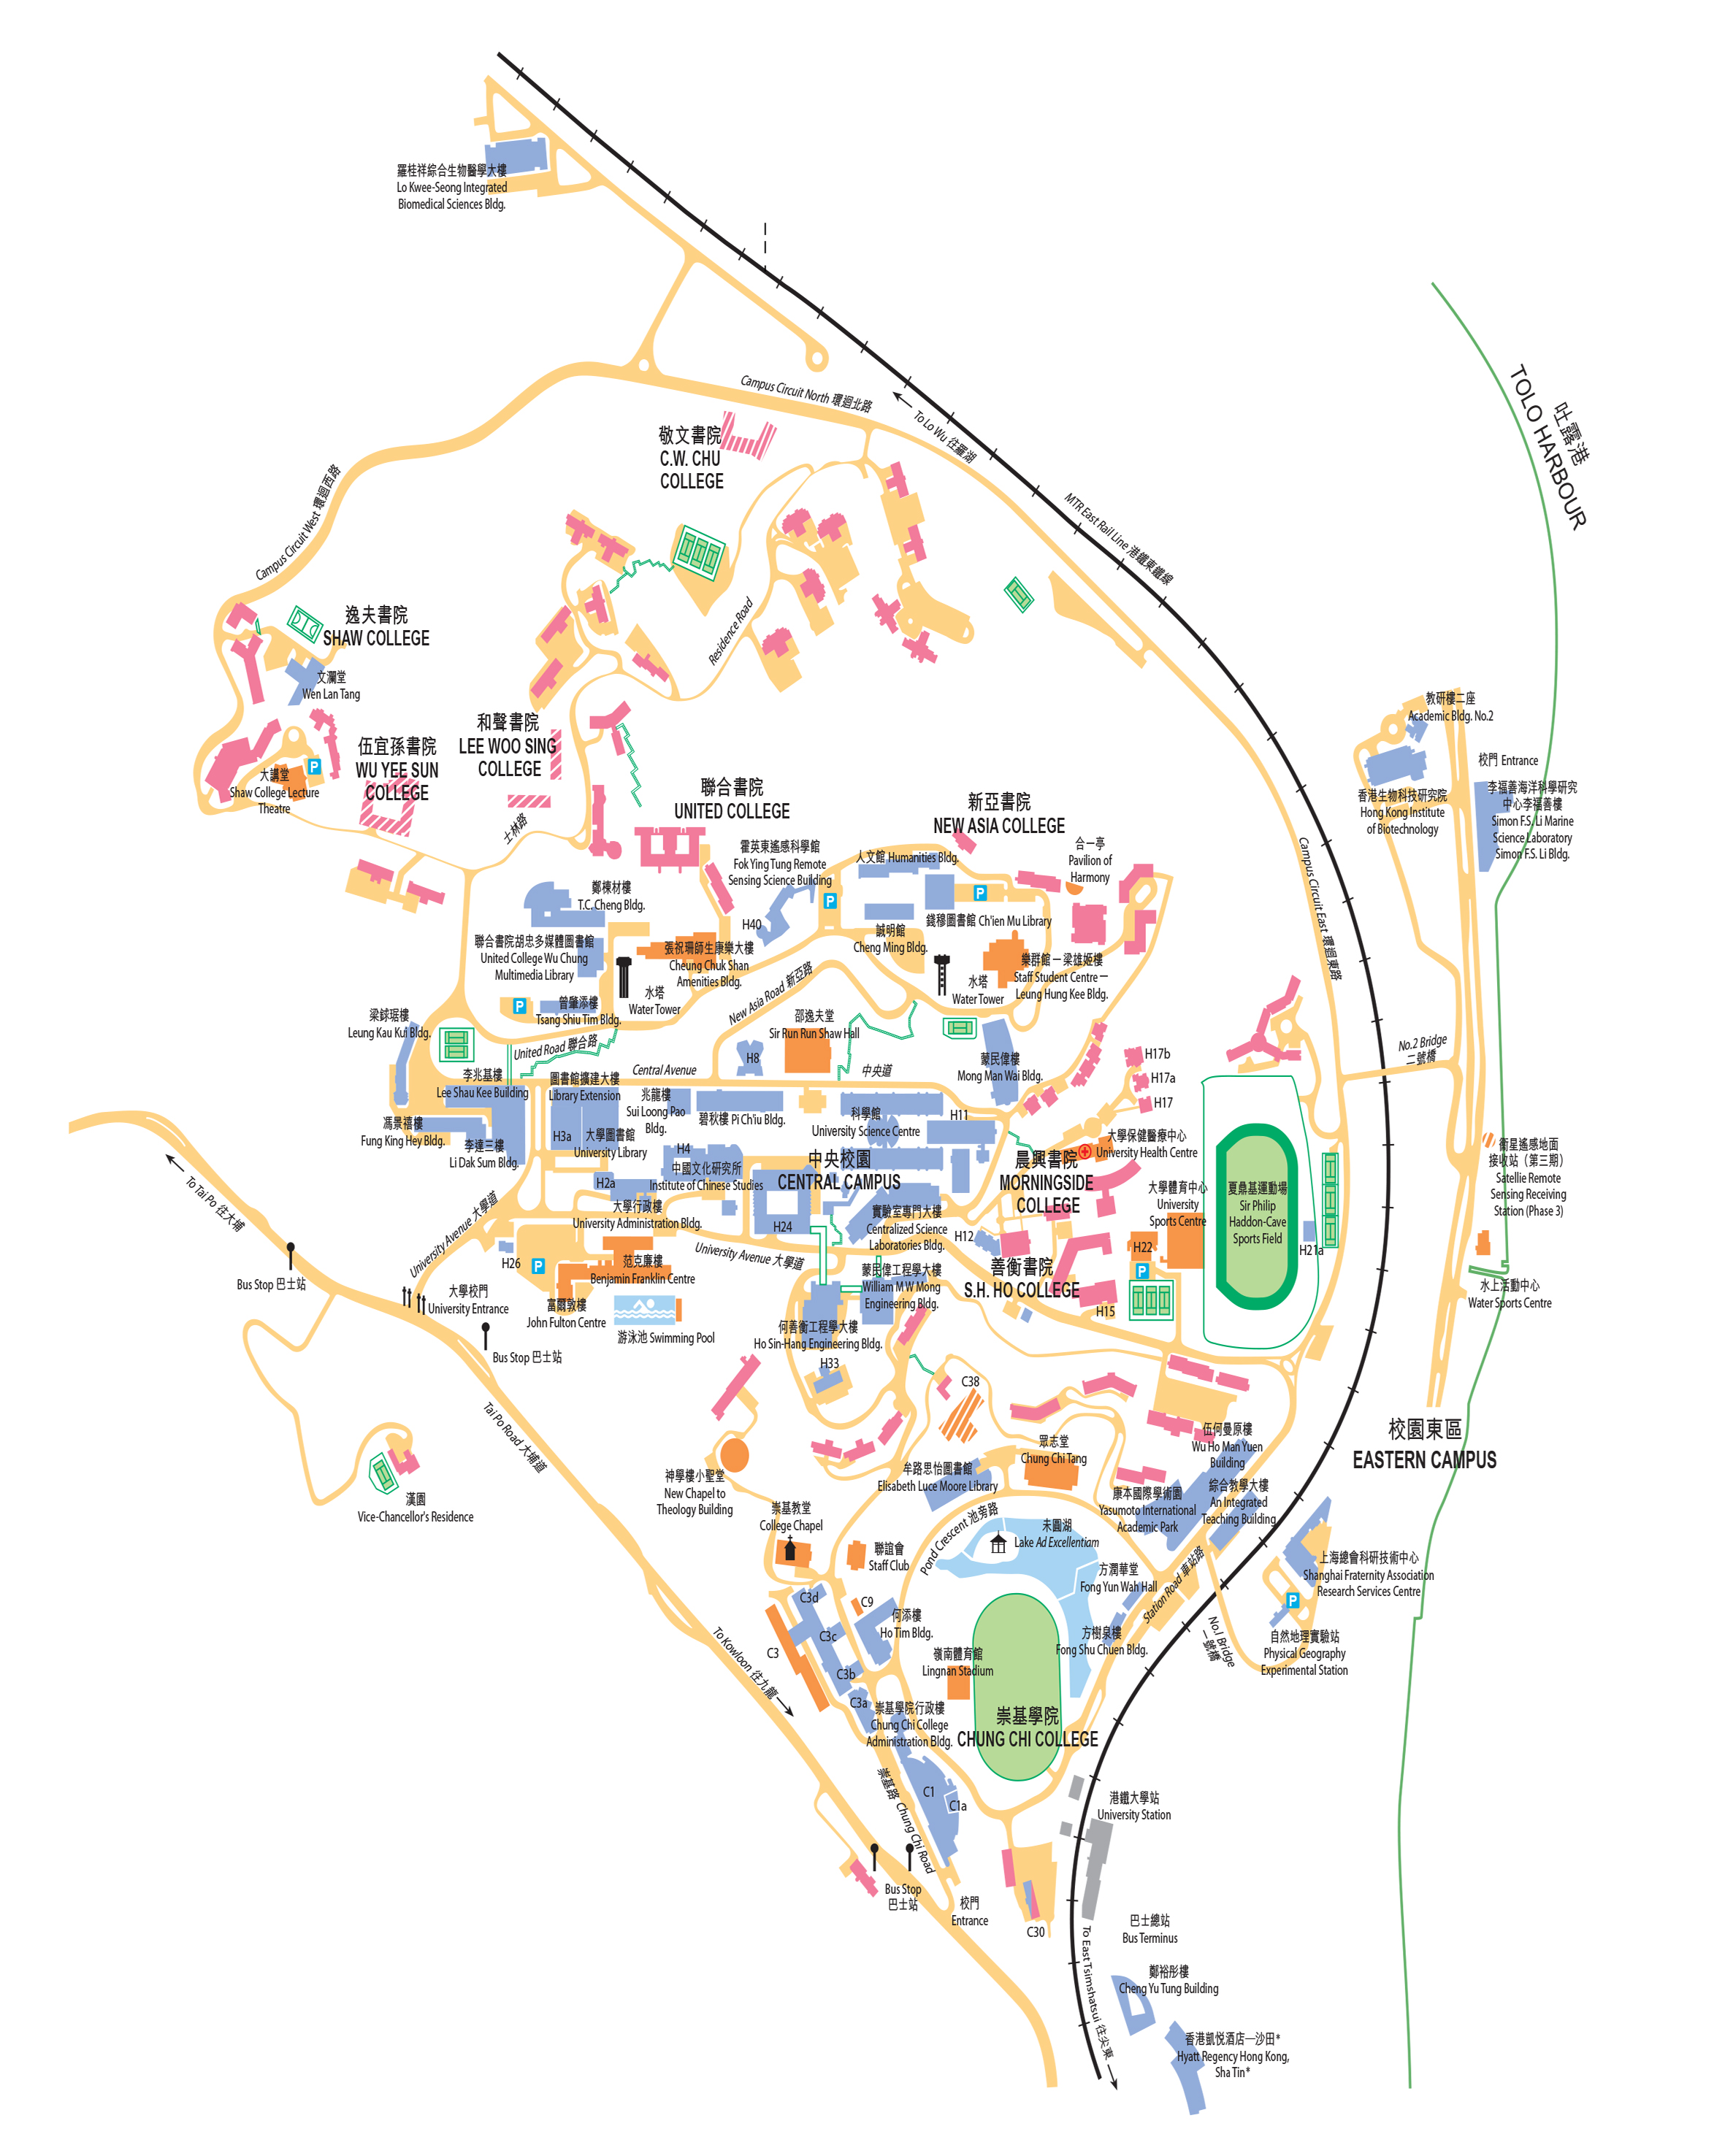 羅桂祥綜合生物醫學大樓
Lo Kwee-Seong Integrated
Biomedical Sciences Bldg.
Campus Circuit North 環迴北路
To Lo Wu 往羅湖
吐露港
TOLO HARBOUR
敬文書院
C.W. CHU
COLLEGE
Campus Circuit West 環迴西路
MTR East Rail Line 港鐵東鐵線
逸夫書院
SHAW COLLEGE
Residence Road
文瀾堂
Wen Lan Tang
和聲書院
LEE WOO SING
COLLEGE
伍宜孫書院
WU YEE SUN
COLLEGE
大講堂
Shaw College Lecture
Theatre
P
士林路
聯合書院
UNITED COLLEGE
新亞書院
NEW ASIA COLLEGE
教研樓二座
Academic Bldg. No.2
校門 Entrance
香港生物科技研究院
Hong Kong Institute
of Biotechnology
李福善海洋科學研究
中心李福善樓
Simon F.S. Li Marine
Science Laboratory
Simon F.S. Li Bldg.
霍英東遙感科學館
Fok Ying Tung Remote
Sensing Science Building
人文館 Humanities Bldg.
合一亭
Pavilion of
Harmony
Campus Circuit East 環迴東路
鄭棟材樓
T.C. Cheng Bldg.
H40
P
P
錢穆圖書館 Ch'ien Mu Library
誠明館
Cheng Ming Bldg.
聯合書院胡忠多媒體圖書館
United College Wu Chung
Multimedia Library
張祝珊師生康樂大樓
Cheung Chuk Shan
Amenities Bldg.
樂群館－梁雄姬樓
Staff Student Centre－
Leung Hung Kee Bldg.
水塔
Water Tower
水塔
Water Tower
P
曾肇添樓
Tsang Shiu Tim Bldg.
New Asia Road 新亞路
梁銶琚樓
Leung Kau Kui Bldg.
邵逸夫堂
Sir Run Run Shaw Hall
United Road 聯合路
H8
蒙民偉樓
Mong Man Wai Bldg.
H17b
H17a
H17
No.2 Bridge
二號橋
Central Avenue
中央道
李兆基樓
Lee Shau Kee Building
圖書館擴建大樓
Library Extension
兆龍樓
Sui Loong Pao
Bldg.
碧秋樓 Pi Ch'iu Bldg.
科學館
University Science Centre
H11
馮景禧樓
Fung King Hey Bldg.
李達三樓
Li Dak Sum Bldg.
H3a
大學圖書館
University Library
H4
中國文化研究所
Institute of Chinese Studies
中央校園
CENTRAL CAMPUS
大學保健醫療中心
University Health Centre
晨興書院
MORNINGSIDE
COLLEGE
衛星遙感地面
接收站（第三期）
Satellie Remote
Sensing Receiving
Station (Phase 3)
To Tai Po 往大埔
University Avenue 大學道
H2a
大學行政樓
University Administration Bldg.
H24
實驗室專門大樓
Centralized Science
Laboratories Bldg.
H12
大學體育中心
University
Sports Centre
夏鼎基運動場
Sir Philip
Haddon-Cave
Sports Field
H21a
H22
P
University Avenue 大學道
H26
P
范克廉樓
Benjamin Franklin Centre
善衡書院
S.H. HO COLLEGE
H15
水上活動中心
Water Sports Centre
Bus Stop 巴士站
大學校門
University Entrance
富爾敦樓
John Fulton Centre
游泳池 Swimming Pool
蒙民偉工程學大樓
William M W Mong
Engineering Bldg.
何善衡工程學大樓
Ho Sin-Hang Engineering Bldg.
H33
Bus Stop 巴士站
Tai Po Road 大埔道
C38
漢園
Vice-Chancellor's Residence
神學樓小聖堂
New Chapel to
Theology Building
牟路思怡圖書館
Elisabeth Luce Moore Library
眾志堂
Chung Chi Tang
伍何曼原樓
Wu Ho Man Yuen
Building
校園東區
EASTERN CAMPUS
康本國際學術園
Yasumoto International
Academic Park
綜合教學大樓
An Integrated
Teaching Building
崇基教堂
College Chapel
聯誼會
Staff Club
Pond Crescent 池旁路
未圓湖
Lake Ad Excellentiam
方潤華堂
Fong Yun Wah Hall
Station Road 車站路
上海總會科研技術中心
Shanghai Fraternity Association
Research Services Centre
P
自然地理實驗站
Physical Geography
Experimental Station
No.1 Bridge
一號橋
C3d
C9
C3c
C3
C3b
C3a
何添樓
Ho Tim Bldg.
嶺南體育館
Lingnan Stadium
方樹泉樓
Fong Shu Chuen Bldg.
To Kowloon 往九龍
崇基學院行政樓
Chung Chi College
Administration Bldg.
崇基學院
CHUNG CHI COLLEGE
崇基路 Chung Chi Road
C1
C1a
港鐵大學站
University Station
Bus Stop
巴士站
校門
Entrance
C30
巴士總站
Bus Terminus
To East Tsimshatsui 往尖東
鄭裕彤樓
Cheng Yu Tung Building
香港凱悅酒店—沙田*
Hyatt Regency Hong Kong,
Sha Tin*